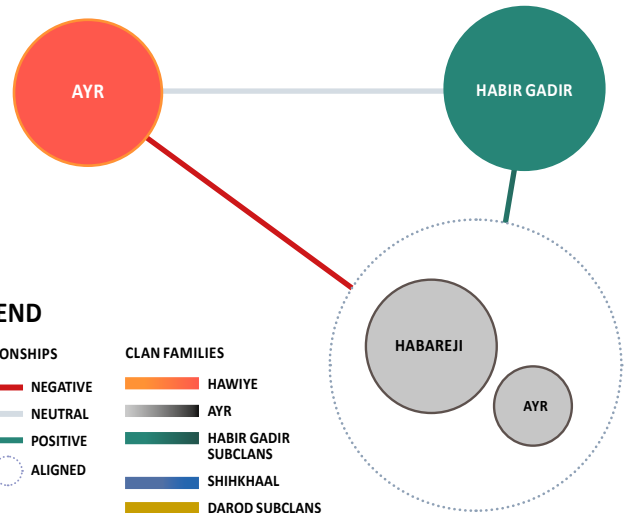 AYR
HABIR GADIR
HABAREJI
AYR
END
ONSHIPS
NEGATIVE
NEUTRAL
POSITIVE
ALIGNED
CLAN FAMILIES
HAWIYE
AYR
HABIR GADIR
SUBCLANS
SHIHKHAAL
DAROD SUBCLANS